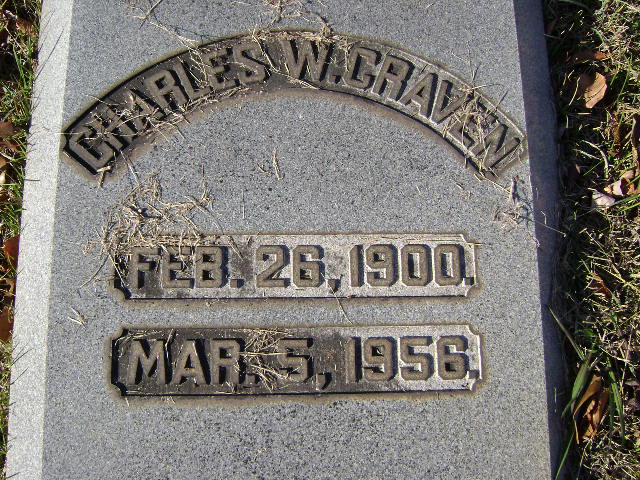 CHARLES W. CRAVEN
FEB. 26, 1900.
MAR. 5, 1956.